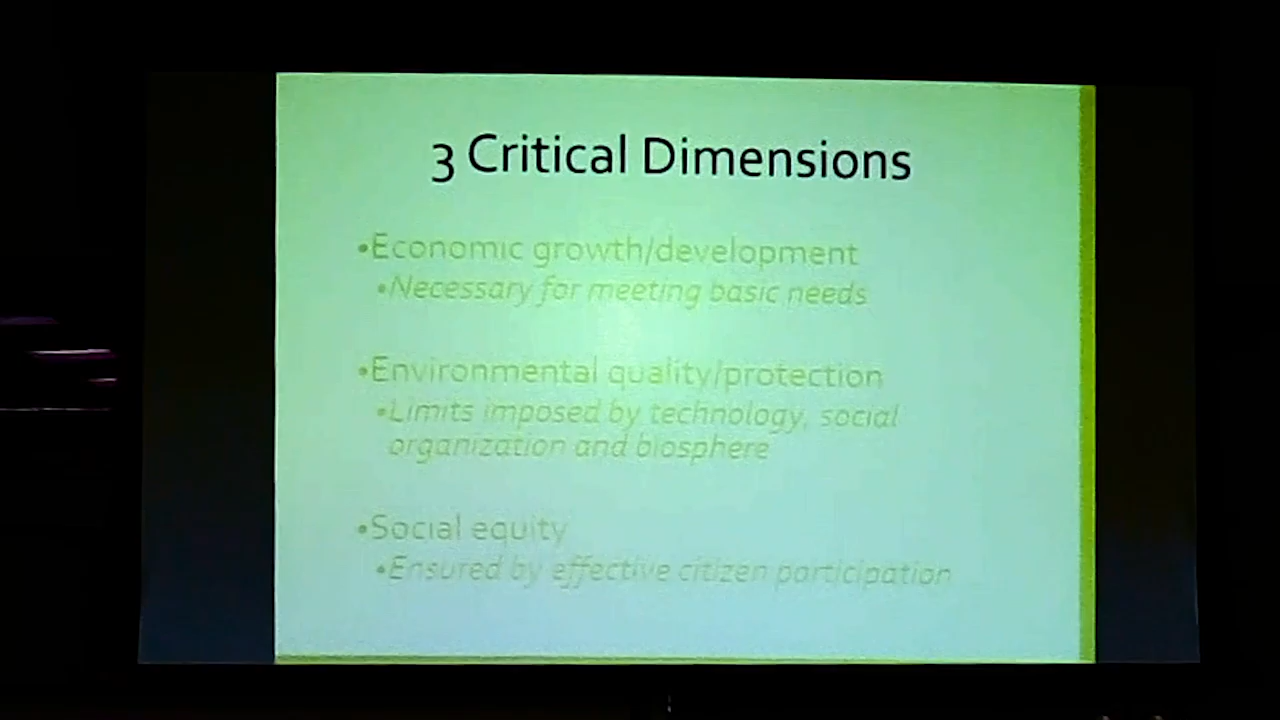 3 Critical Dimensions
•Economic growth/development
•Necessary for meeting basic needs
•Environmental quality/protection
•Limits imposed by technology, social
organization and biosphere
•Social equity
•Ensured by effective citizen participation